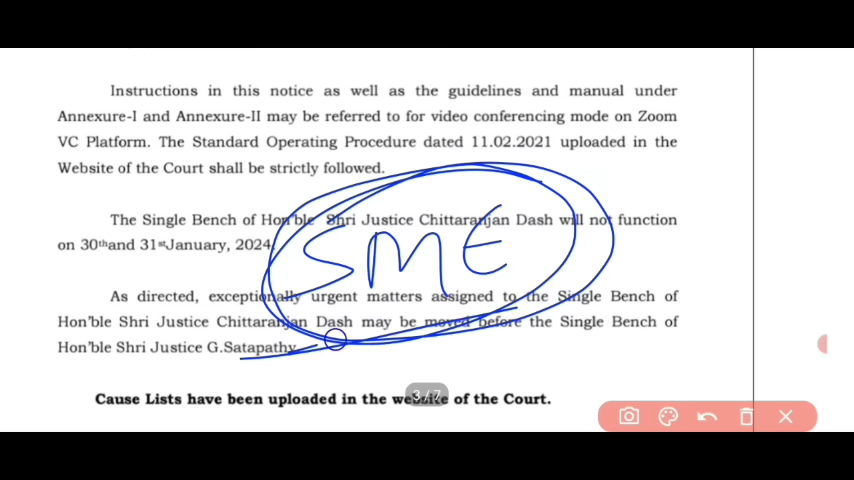 Instructions in this notice as well as the guidelines and manual under
Annexure-I and Annexure-II may be referred to for video conferencing mode on Zoom
VC Platform. The Standard Operating Procedure dated 11.02.2021 uploaded in the
Website of the Court shall be strictly followed.
The Single Bench of Hon'ble Shri Justice Chittaranjan Dash will not function
on 30thand 31stJanuary, 2024.
SME
As directed, exceptionally urgent matters assigned to the Single Bench of
Hon'ble Shri Justice Chittaranjan Dash may be moved before the Single Bench of
Hon'ble Shri Justice G.Satapathy.
Cause Lists have been uploaded in the website of the Court.
3/7